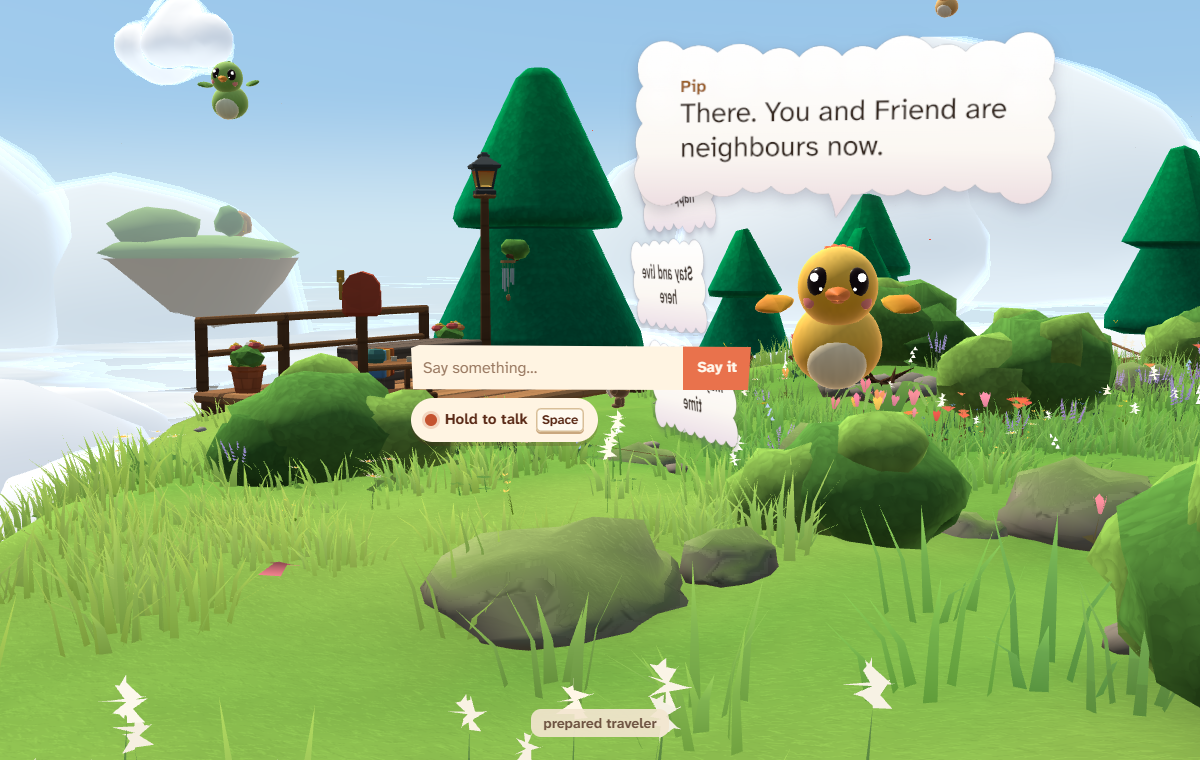 Pip
There. You and Friend are
neighbours now.
Stay and live
here
Say something...
Say it
time
Hold to talk
Space
prepared traveler